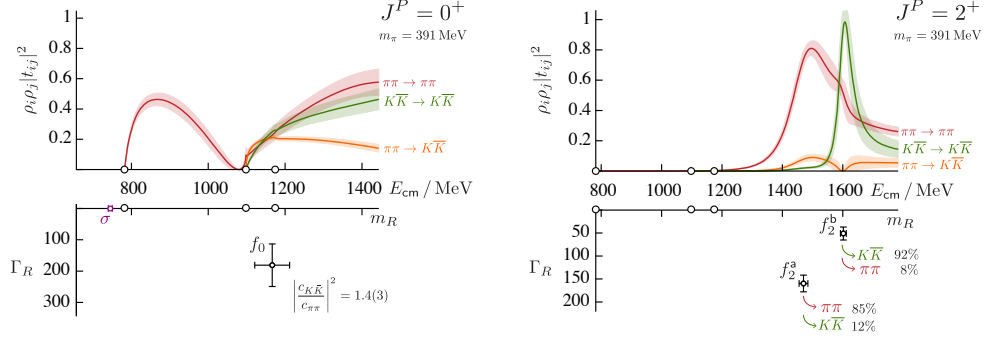 J^P = 0^+
m_π = 391 MeV
ρ_iρ_j|t_ij|^2
1
0.8
0.6
0.4
0.2
ππ → ππ
KK̅ → KK̅
ππ → KK̅
800 1000 1200 1400 E_cm / MeV
σ
m_R
Γ_R
100
200
300
f_0
|c_KK̅ / c_ππ|^2 = 1.4(3)
J^P = 2^+
m_π = 391 MeV
ρ_iρ_j|t_ij|^2
1
0.8
0.6
0.4
0.2
ππ → ππ
KK̅ → KK̅
ππ → KK̅
800 1000 1200 1400 1600 E_cm / MeV
m_R
Γ_R
50
100
150
200
f_2^b
KK̅ 92%
ππ 8%
f_2^a
ππ 85%
KK̅ 12%